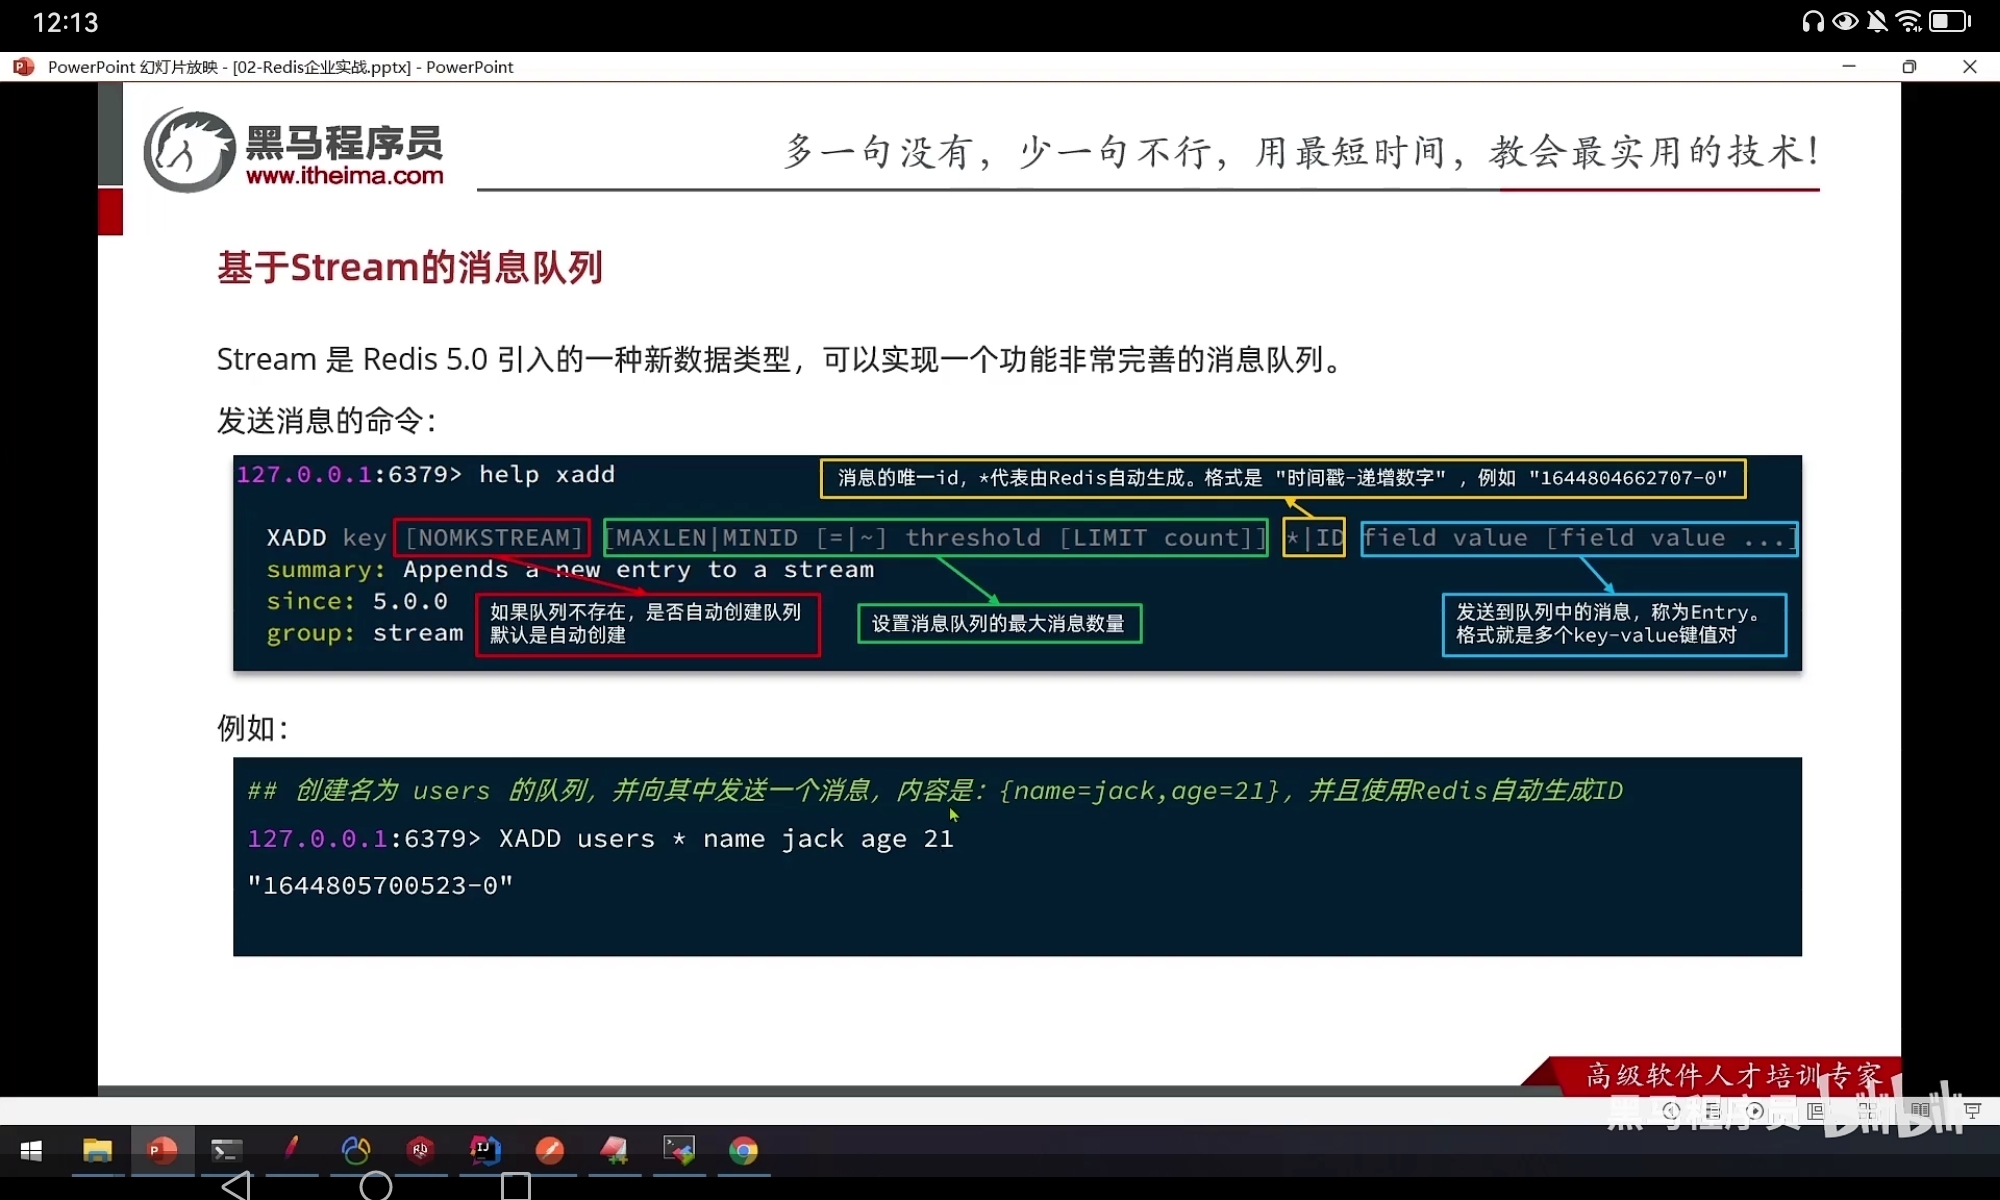 12:13
PowerPoint 幻灯片放映 - [02-Redis企业实战.pptx] - PowerPoint
黑马程序员
www.itheima.com
多一句没有，少一句不行，用最短时间，教会最实用的技术！
基于Stream的消息队列
Stream 是 Redis 5.0 引入的一种新数据类型，可以实现一个功能非常完善的消息队列。
发送消息的命令：
127.0.0.1:6379> help xadd
消息的唯一id，*代表由Redis自动生成。格式是 "时间戳-递增数字" ，例如 "1644804662707-0"
XADD key [NOMKSTREAM] [MAXLEN|MINID [=|~] threshold [LIMIT count]] *|ID field value [field value ...]
summary: Appends a new entry to a stream
since: 5.0.0
group: stream
如果队列不存在，是否自动创建队列
默认是自动创建
设置消息队列的最大消息数量
发送到队列中的消息，称为Entry。
格式就是多个key-value键值对
例如：
## 创建名为 users 的队列，并向其中发送一个消息，内容是：{name=jack,age=21}，并且使用Redis自动生成ID
127.0.0.1:6379> XADD users * name jack age 21
"1644805700523-0"
高级软件人才培训专家
黑马程序员 bilibili